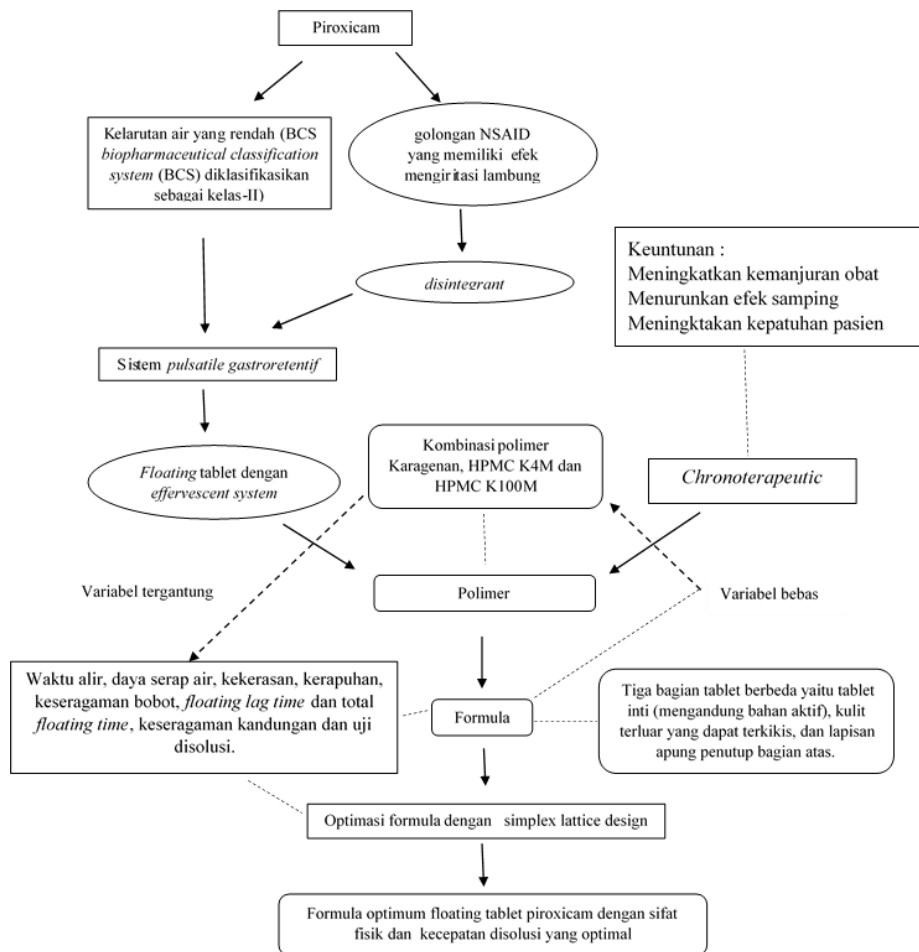 Piroxicam
Kelarutan air yang rendah (BCS
biopharmaceutical classification
system (BCS) diklasifikasikan
sebagai kelas-II)
golongan NSAID
yang memiliki efek
mengiritasi lambung
disintegrant
Keuntunan :
Meningkatkan kemanjuran obat
Menurunkan efek samping
Meningktakan kepatuhan pasien
Sistem pulsatile gastroretentif
Floating tablet dengan
effervescent system
Kombinasi polimer
Karagenan, HPMC K4M dan
HPMC K100M
Chronoterapeutic
Variabel tergantung
Polimer
Variabel bebas
Waktu alir, daya serap air, kekerasan, kerapuhan,
keseragaman bobot, floating lag time dan total
floating time, keseragaman kandungan dan uji
disolusi.
Formula
Tiga bagian tablet berbeda yaitu tablet
inti (mengandung bahan aktif), kulit
terluar yang dapat terkikis, dan lapisan
apung penutup bagian atas.
Optimasi formula dengan simplex lattice design
Formula optimum floating tablet piroxicam dengan sifat
fisik dan kecepatan disolusi yang optimal